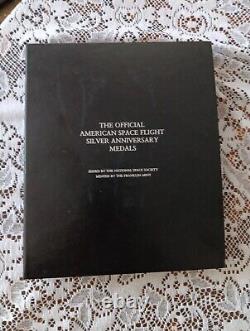 THE OFFICIAL
AMERICAN SPACE FLIGHT
SILVER ANNIVERSARY
MEDALS
ISSUED BY THE NATIONAL SPACE SOCIETY
MINTED BY THE FRANKLIN MINT